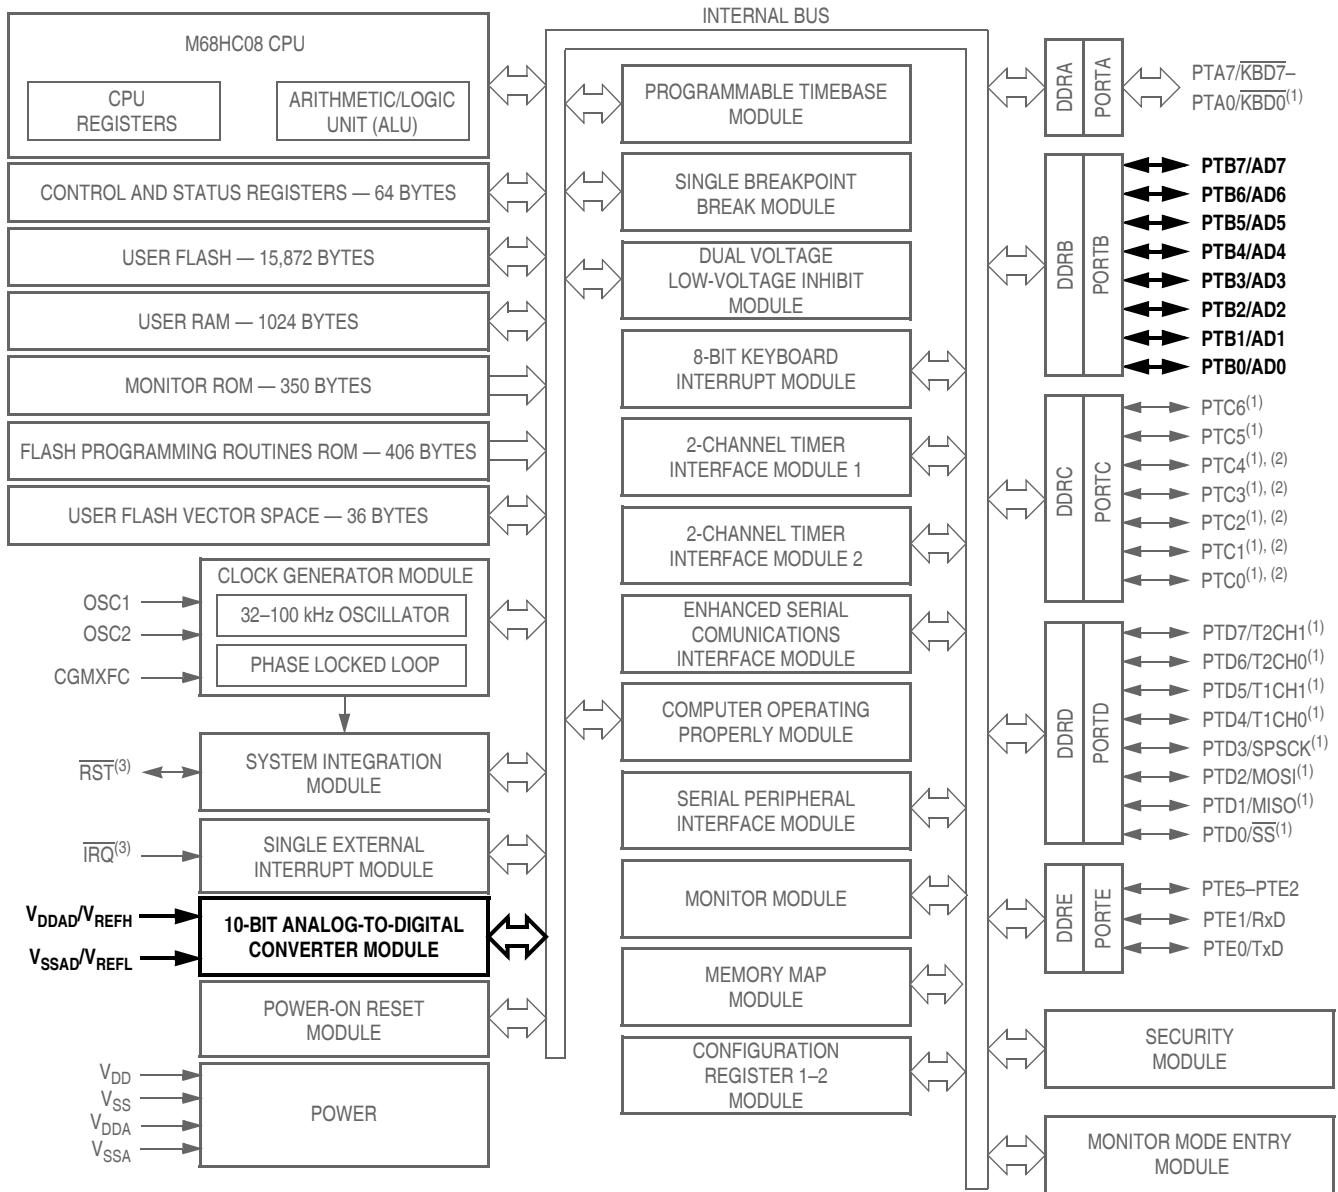 INTERNAL BUS
M68HC08 CPU
CPU
REGISTERS
ARITHMETIC/LOGIC
UNIT (ALU)
CONTROL AND STATUS REGISTERS — 64 BYTES
USER FLASH — 15,872 BYTES
USER RAM — 1024 BYTES
MONITOR ROM — 350 BYTES
FLASH PROGRAMMING ROUTINES ROM — 406 BYTES
USER FLASH VECTOR SPACE — 36 BYTES
CLOCK GENERATOR MODULE
32–100 kHz OSCILLATOR
PHASE LOCKED LOOP
OSC1
OSC2
CGMXFC
SYSTEM INTEGRATION
MODULE
RST(3)
SINGLE EXTERNAL
INTERRUPT MODULE
IRQ(3)
10-BIT ANALOG-TO-DIGITAL
CONVERTER MODULE
VDDAD/VREFH
VSSAD/VREFL
POWER-ON RESET
MODULE
POWER
VDD
VSS
VDDA
VSSA
PROGRAMMABLE TIMEBASE
MODULE
SINGLE BREAKPOINT
BREAK MODULE
DUAL VOLTAGE
LOW-VOLTAGE INHIBIT
MODULE
8-BIT KEYBOARD
INTERRUPT MODULE
2-CHANNEL TIMER
INTERFACE MODULE 1
2-CHANNEL TIMER
INTERFACE MODULE 2
ENHANCED SERIAL
COMUNICATIONS
INTERFACE MODULE
COMPUTER OPERATING
PROPERLY MODULE
SERIAL PERIPHERAL
INTERFACE MODULE
MONITOR MODULE
MEMORY MAP
MODULE
CONFIGURATION
REGISTER 1–2
MODULE
DDRA
PORTA
PTA7/KBD7–
PTA0/KBD0(1)
DDRB
PORTB
PTB7/AD7
PTB6/AD6
PTB5/AD5
PTB4/AD4
PTB3/AD3
PTB2/AD2
PTB1/AD1
PTB0/AD0
DDRC
PORTC
PTC6(1)
PTC5(1)
PTC4(1), (2)
PTC3(1), (2)
PTC2(1), (2)
PTC1(1), (2)
PTC0(1), (2)
DDRD
PORTD
PTD7/T2CH1(1)
PTD6/T2CH0(1)
PTD5/T1CH1(1)
PTD4/T1CH0(1)
PTD3/SPSCK(1)
PTD2/MOSI(1)
PTD1/MISO(1)
PTD0/SS(1)
DDRE
PORTE
PTE5–PTE2
PTE1/RxD
PTE0/TxD
SECURITY
MODULE
MONITOR MODE ENTRY
MODULE